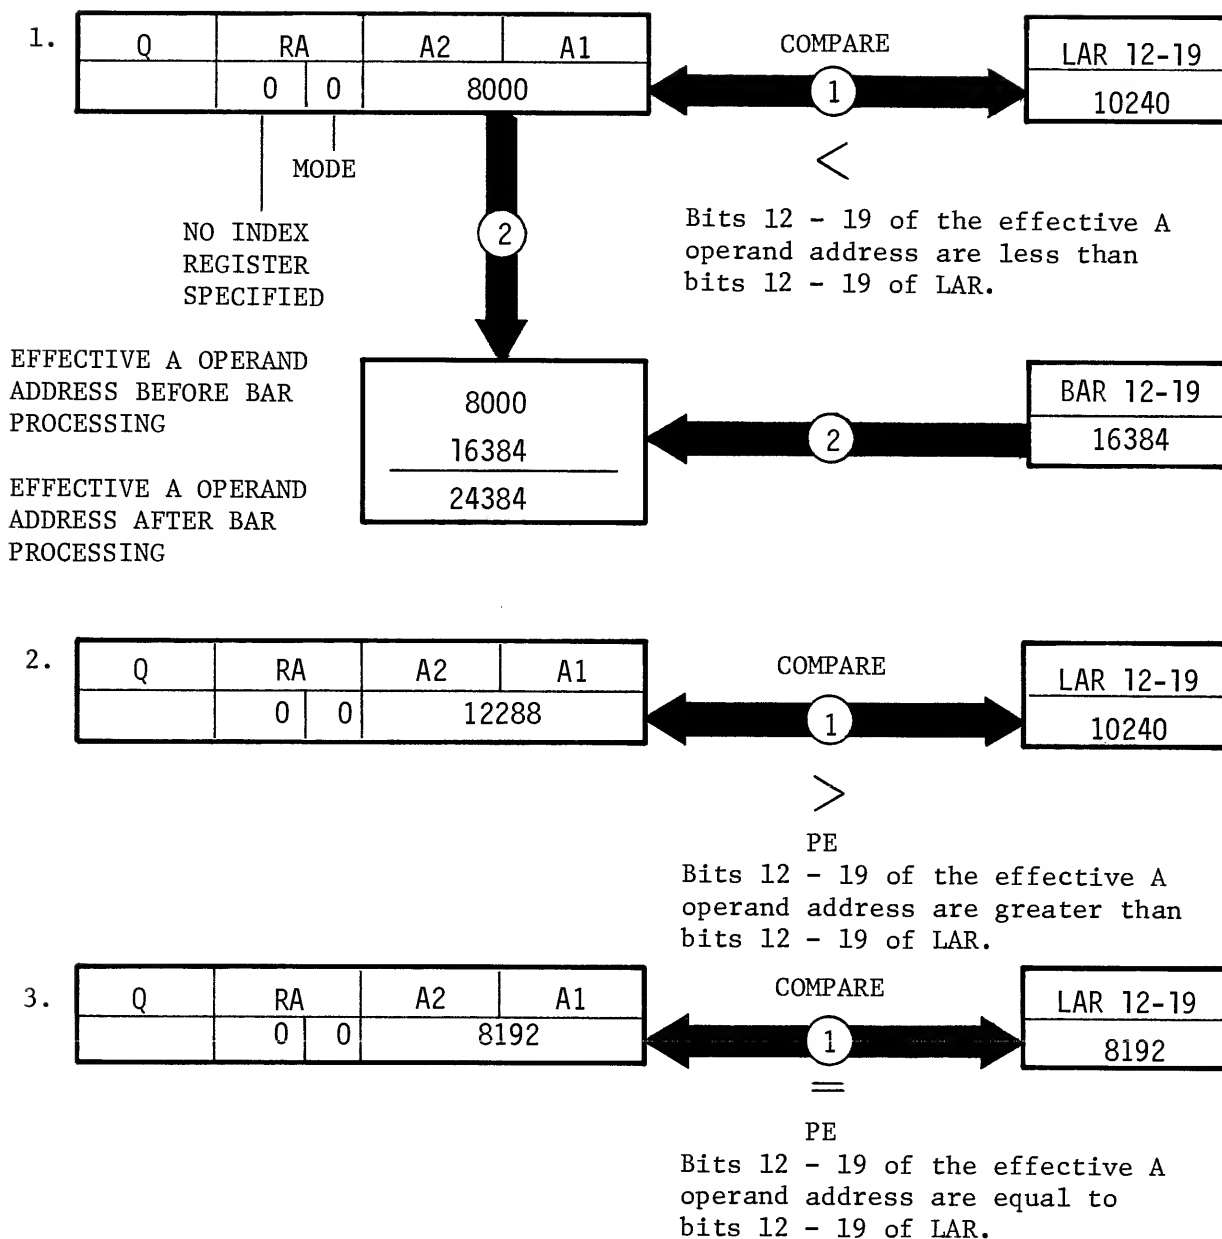 1.
Q RA A2 A1
0 0 8000
COMPARE
1
<
LAR 12-19
10240
MODE
NO INDEX
REGISTER
SPECIFIED
2
Bits 12 - 19 of the effective A
operand address are less than
bits 12 - 19 of LAR.
EFFECTIVE A OPERAND
ADDRESS BEFORE BAR
PROCESSING
EFFECTIVE A OPERAND
ADDRESS AFTER BAR
PROCESSING
8000
16384
24384
2
BAR 12-19
16384
2.
Q RA A2 A1
0 0 12288
COMPARE
1
>
LAR 12-19
10240
PE
Bits 12 - 19 of the effective A
operand address are greater than
bits 12 - 19 of LAR.
3.
Q RA A2 A1
0 0 8192
COMPARE
1
=
LAR 12-19
8192
PE
Bits 12 - 19 of the effective A
operand address are equal to
bits 12 - 19 of LAR.